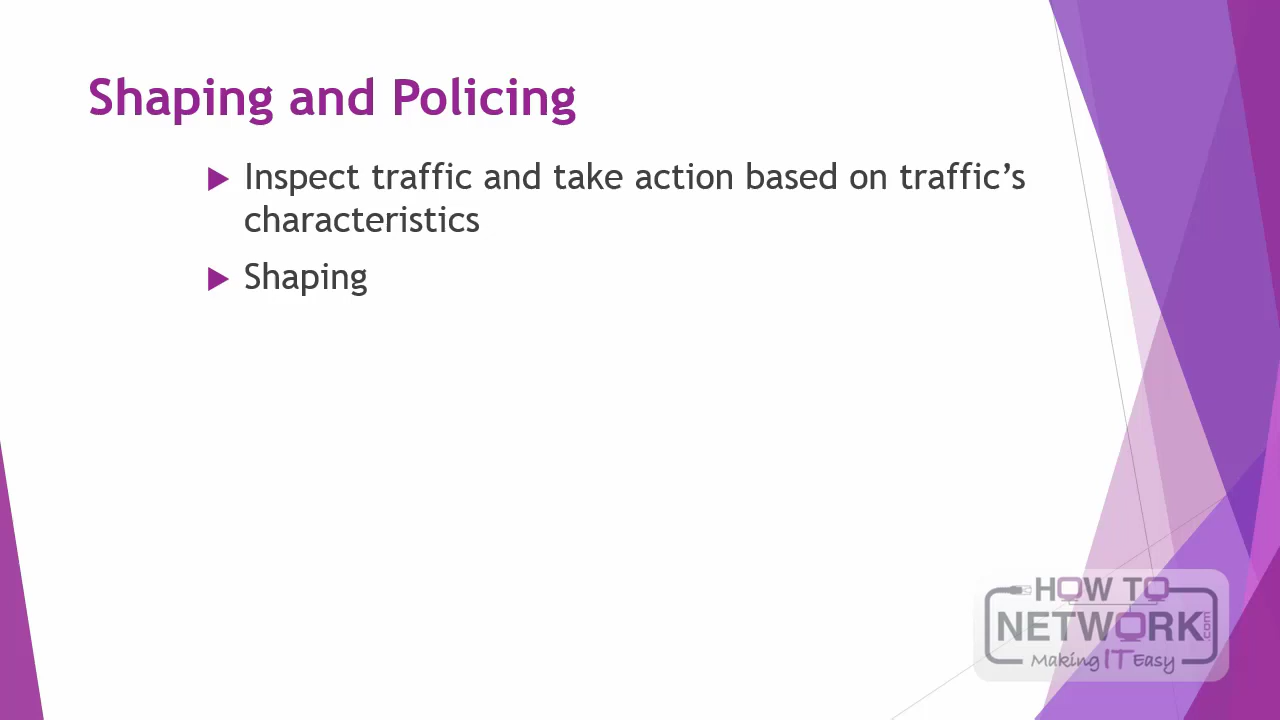 Shaping and Policing
Inspect traffic and take action based on traffic’s
characteristics
Shaping
HOW TO
NETWORK.com
Making IT Easy